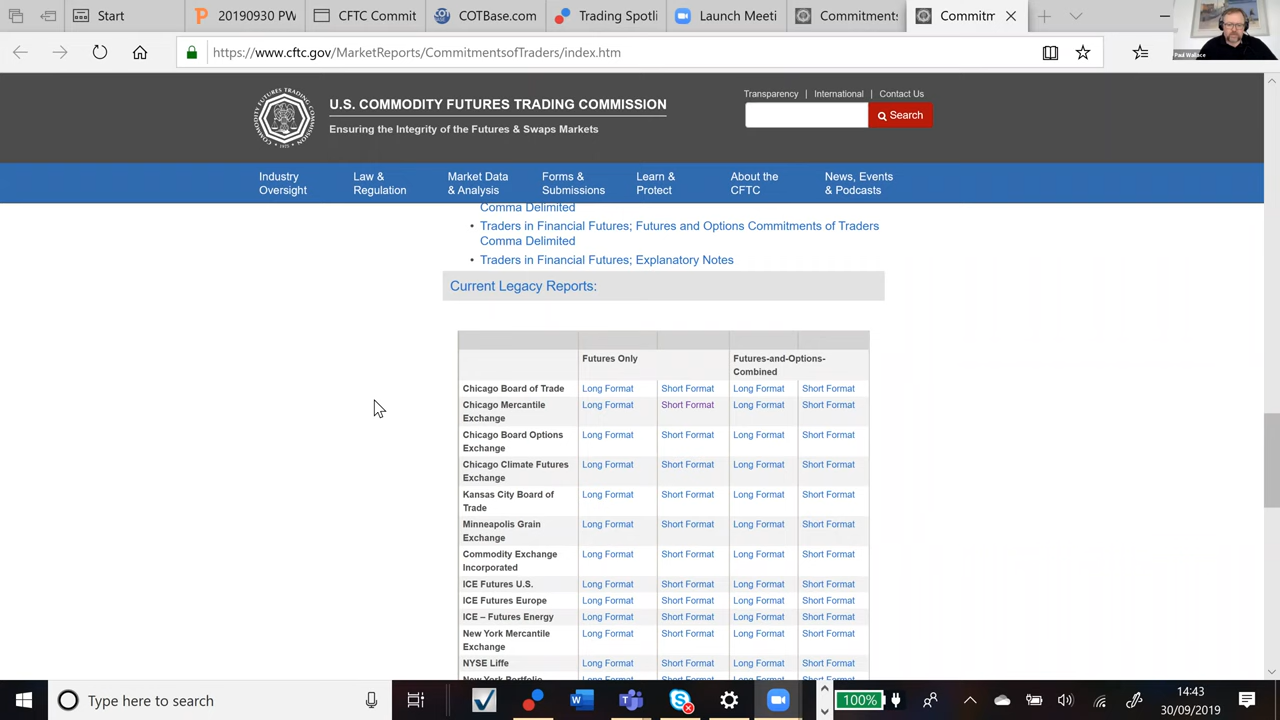 Start
20190930 PW
CFTC Commit
COTBase.com
Trading Spotli
Launch Meeti
Commitments
Commitm
https://www.cftc.gov/MarketReports/CommitmentsofTraders/index.htm
Paul Wallace
U.S. COMMODITY FUTURES TRADING COMMISSION
Ensuring the Integrity of the Futures & Swaps Markets
Transparency | International | Contact Us
Search
Industry Oversight
Law & Regulation
Market Data & Analysis
Forms & Submissions
Learn & Protect
About the CFTC
News, Events & Podcasts
Comma Delimited
• Traders in Financial Futures; Futures and Options Commitments of Traders
Comma Delimited
• Traders in Financial Futures; Explanatory Notes
Current Legacy Reports:
Futures Only Futures-and-Options-
Combined
Chicago Board of Trade Long Format Short Format Long Format Short Format
Chicago Mercantile Long Format Short Format Long Format Short Format
Exchange
Chicago Board Options Long Format Short Format Long Format Short Format
Exchange
Chicago Climate Futures Long Format Short Format Long Format Short Format
Exchange
Kansas City Board of Long Format Short Format Long Format Short Format
Trade
Minneapolis Grain Long Format Short Format Long Format Short Format
Exchange
Commodity Exchange Long Format Short Format Long Format Short Format
Incorporated
ICE Futures U.S. Long Format Short Format Long Format Short Format
ICE Futures Europe Long Format Short Format Long Format Short Format
ICE – Futures Energy Long Format Short Format Long Format Short Format
New York Mercantile Long Format Short Format Long Format Short Format
Exchange
NYSE Liffe Long Format Short Format Long Format Short Format
New York Portfolio
Type here to search
100%
14:43
30/09/2019